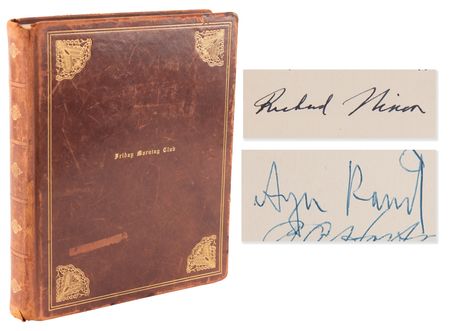 Friday Morning Club
Richard Nixon
Ayn Rand